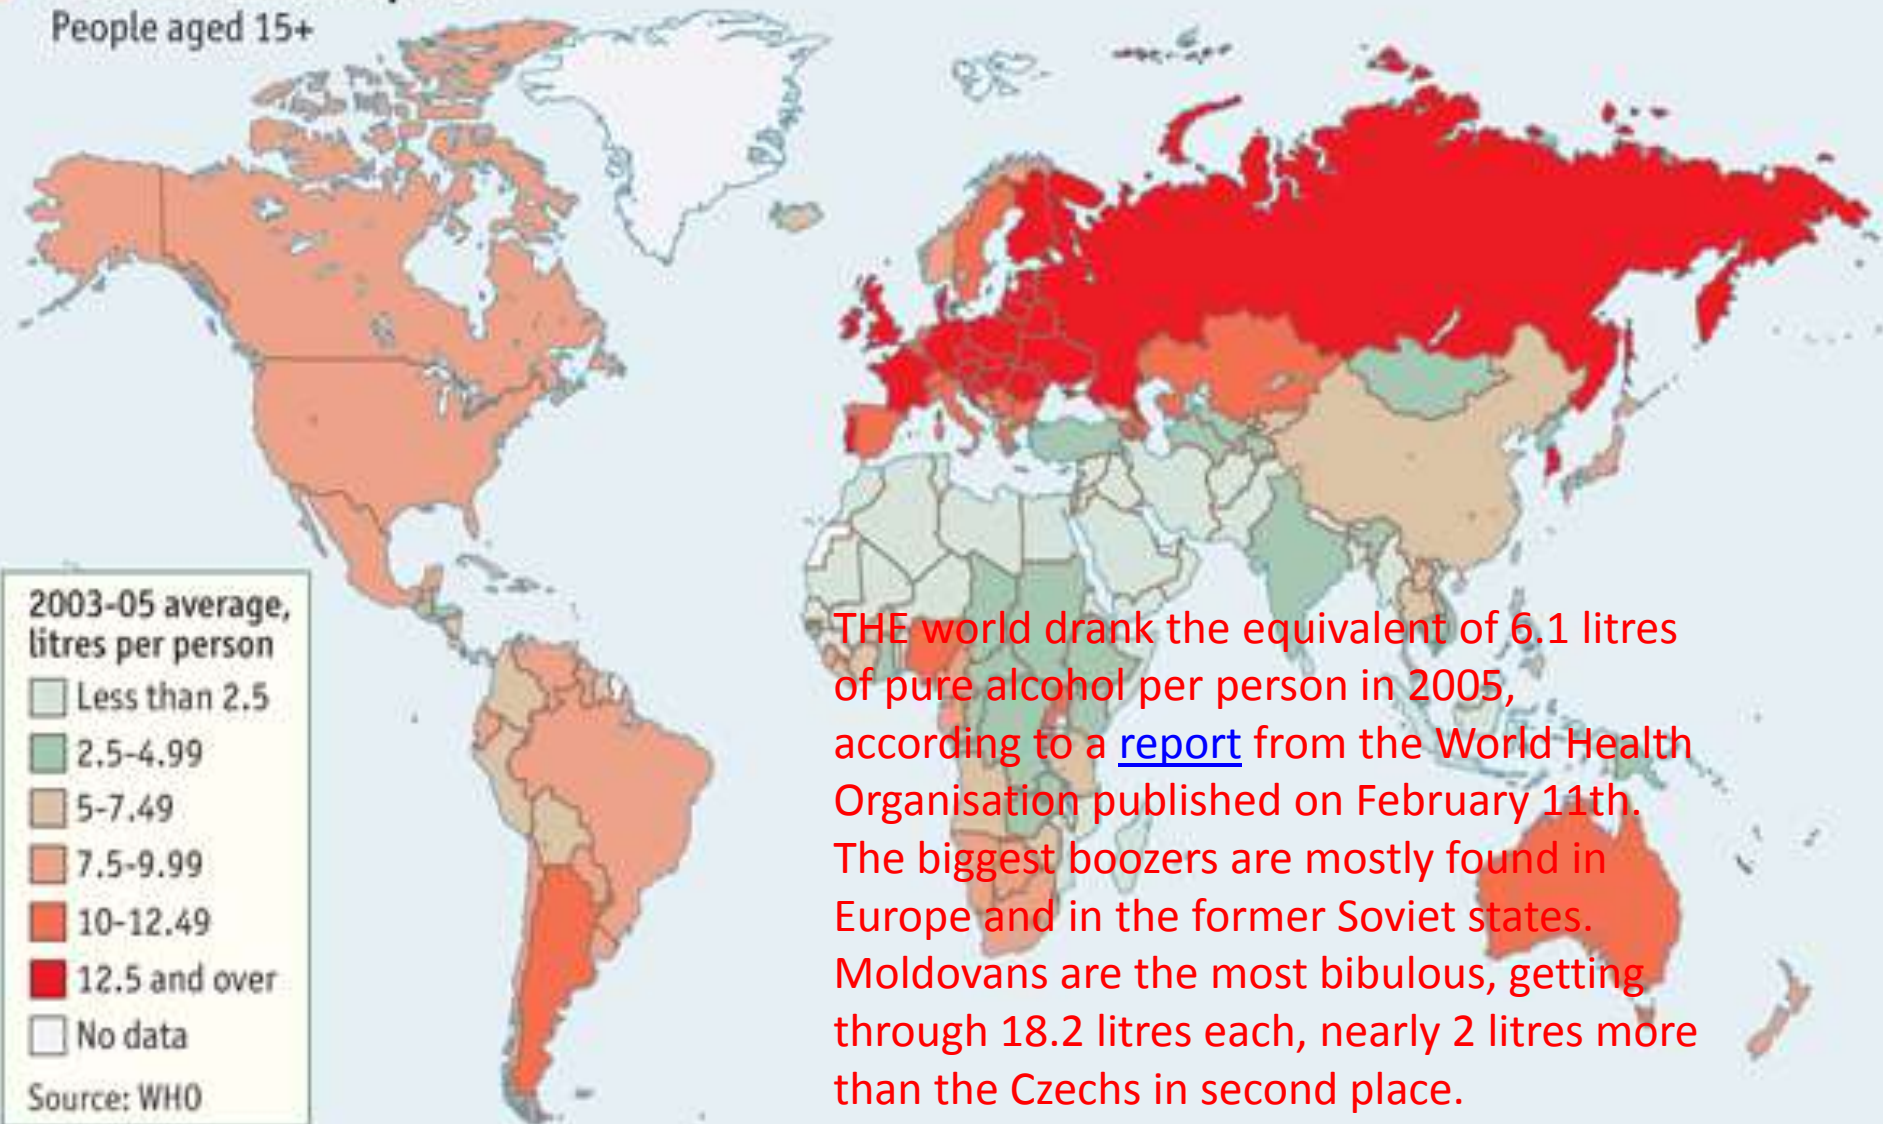 People aged 15+
2003-05 average,
litres per person
Less than 2.5
2.5-4.99
5-7.49
7.5-9.99
10-12.49
12.5 and over
No data
Source: WHO
THE world drank the equivalent of 6.1 litres
of pure alcohol per person in 2005,
according to a report from the World Health
Organisation published on February 11th.
The biggest boozers are mostly found in
Europe and in the former Soviet states.
Moldovans are the most bibulous, getting
through 18.2 litres each, nearly 2 litres more
than the Czechs in second place.